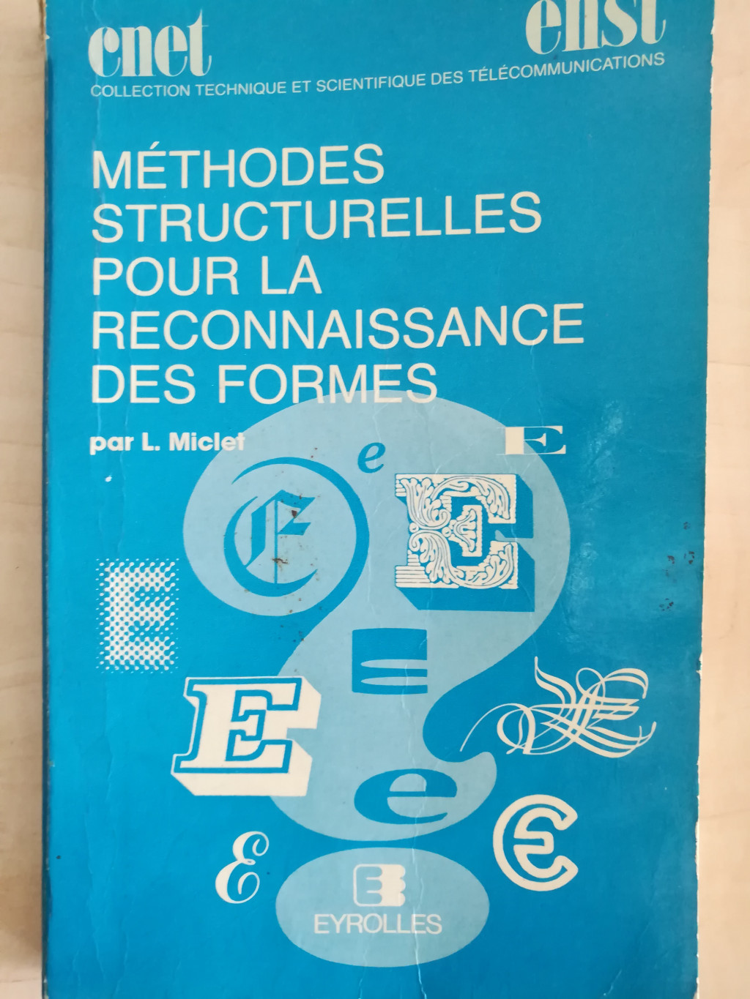 cnet
enst
COLLECTION TECHNIQUE ET SCIENTIFIQUE DES TÉLÉCOMMUNICATIONS
MÉTHODES
STRUCTURELLES
POUR LA
RECONNAISSANCE
DES FORMES
par L. Miclet
e
E
E
E
E
E
E
E
e
E
E
EYROLLES